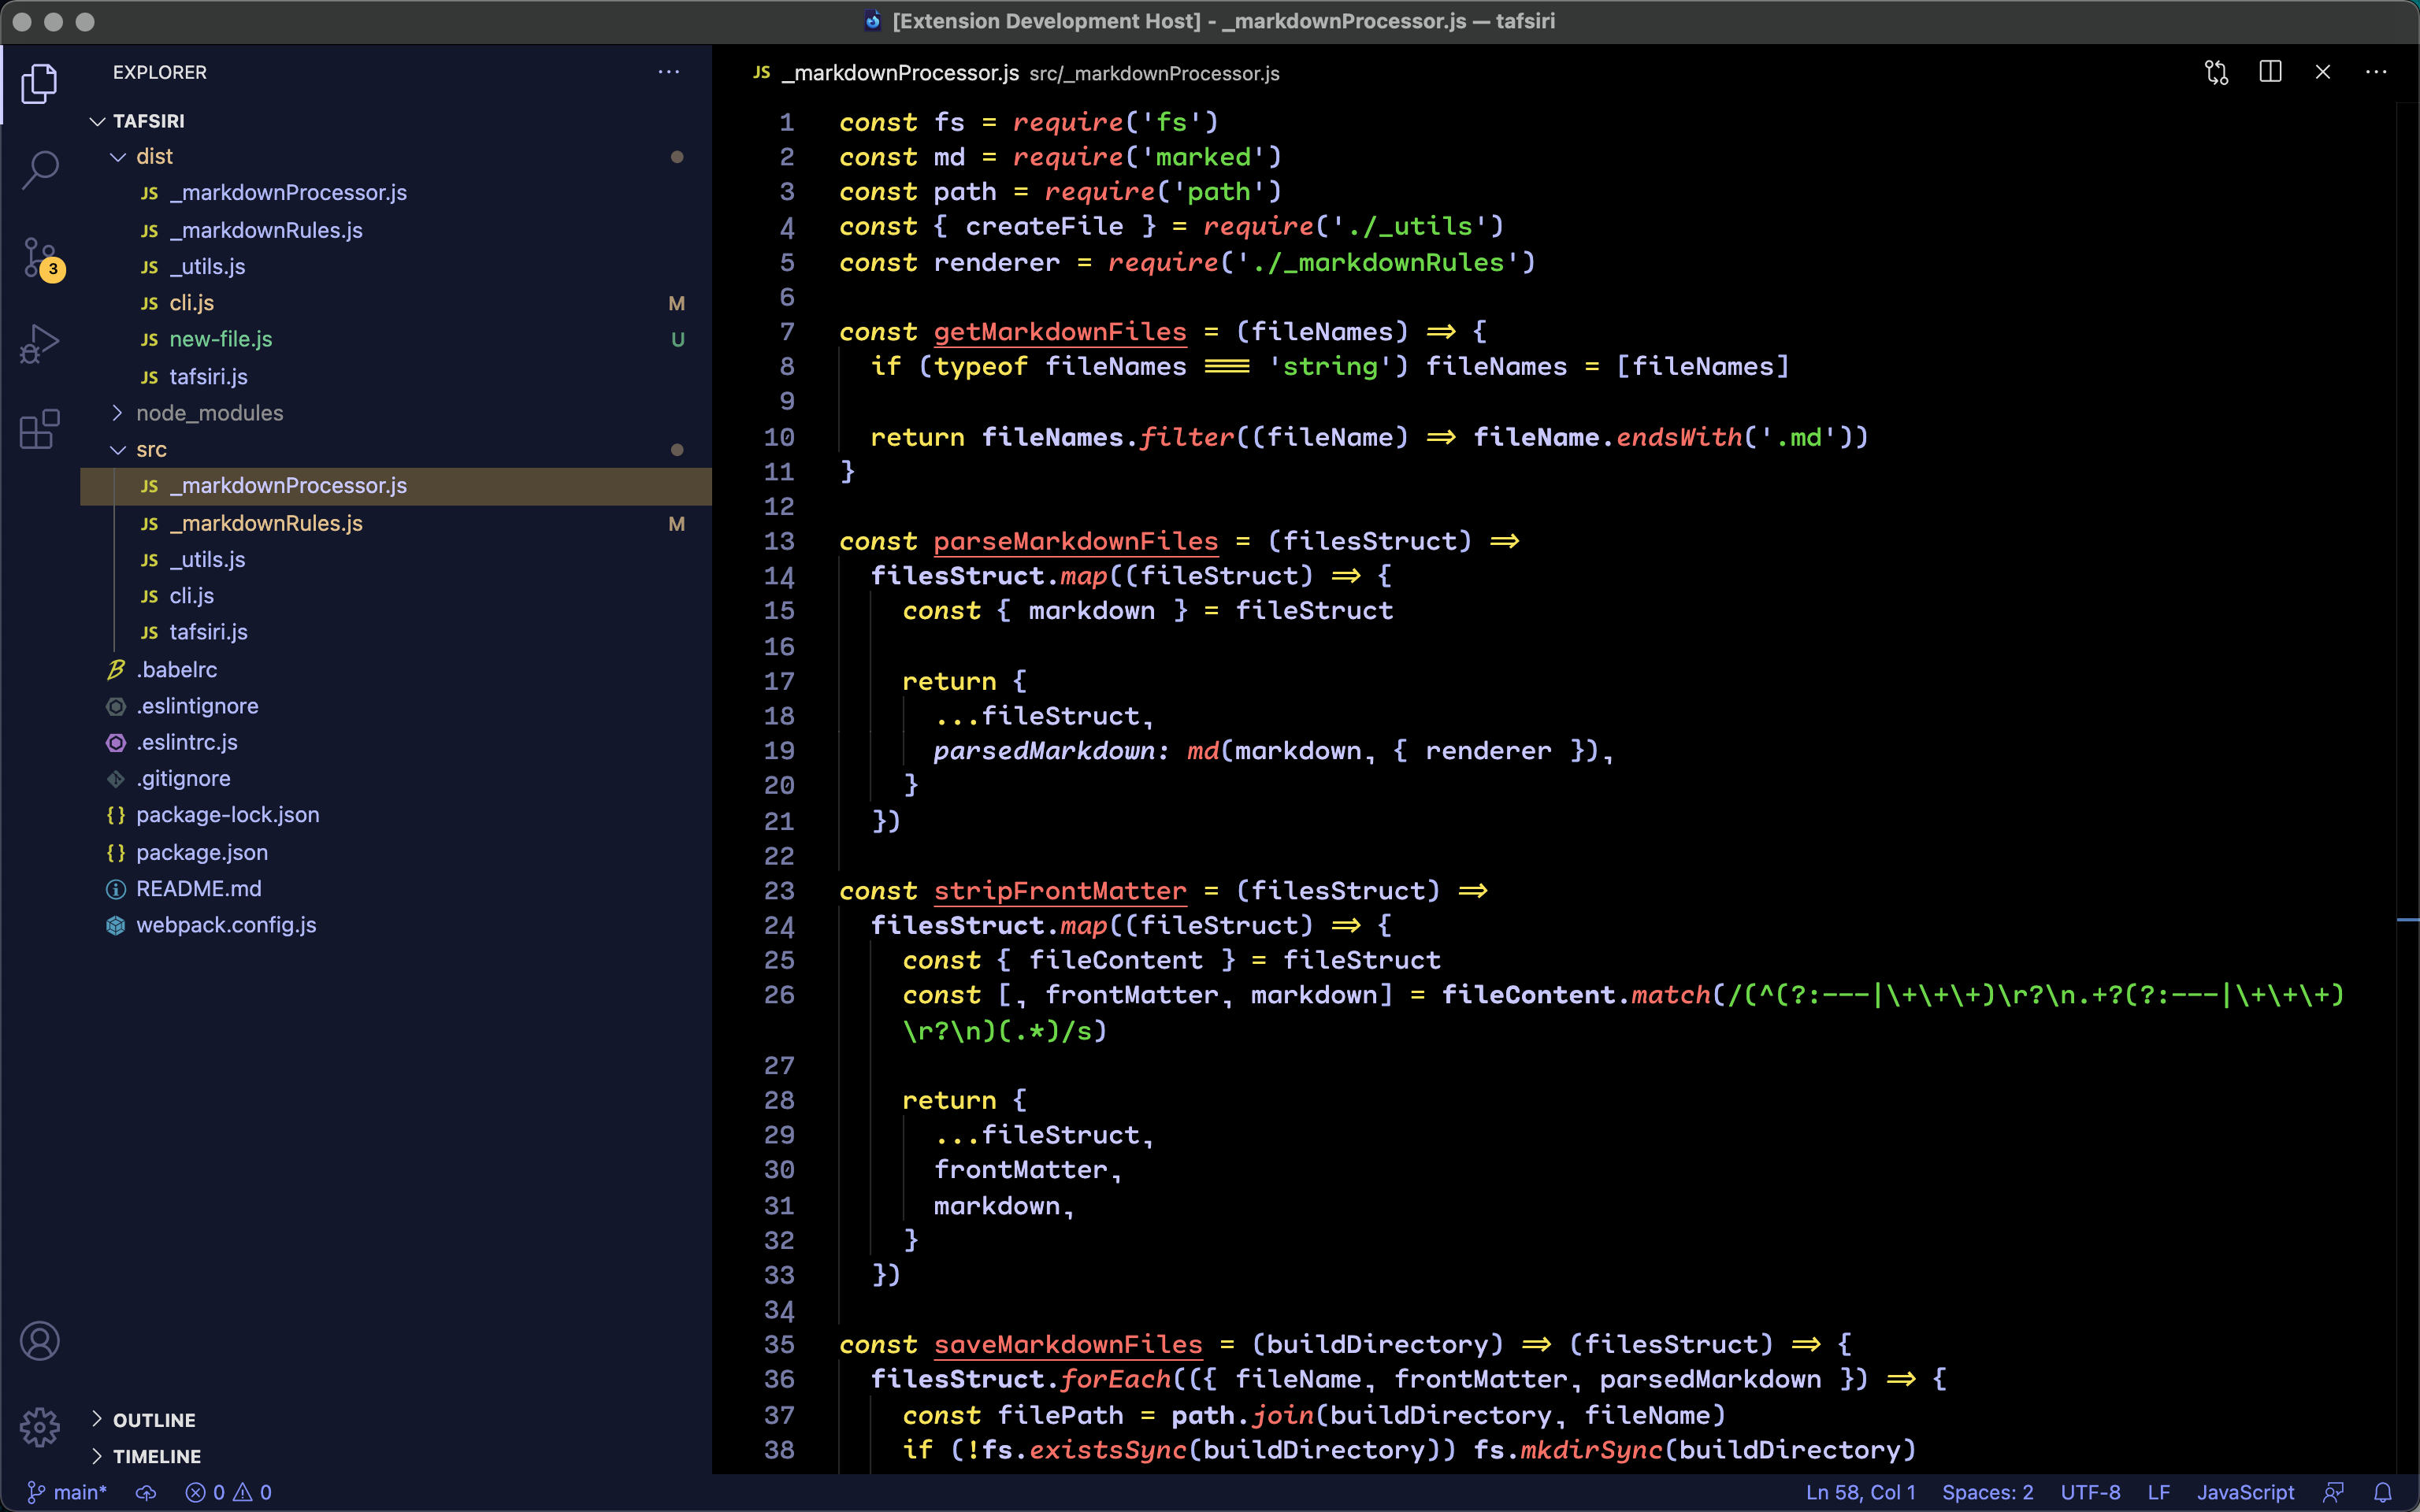 [Extension Development Host] - _markdownProcessor.js — tafsiri
EXPLORER
TAFSIRI
dist
JS _markdownProcessor.js
JS _markdownRules.js
JS _utils.js
3
JS cli.js M
JS new-file.js U
JS tafsiri.js
node_modules
src
JS _markdownProcessor.js
JS _markdownRules.js M
JS _utils.js
JS cli.js
JS tafsiri.js
.babelrc
.eslintignore
.eslintrc.js
.gitignore
{} package-lock.json
{} package.json
README.md
webpack.config.js
OUTLINE
TIMELINE
JS _markdownProcessor.js src/_markdownProcessor.js
1 const fs = require('fs')
2 const md = require('marked')
3 const path = require('path')
4 const { createFile } = require('./_utils')
5 const renderer = require('./_markdownRules')
6
7 const getMarkdownFiles = (fileNames) => {
8 if (typeof fileNames === 'string') fileNames = [fileNames]
9
10 return fileNames.filter((fileName) => fileName.endsWith('.md'))
11 }
12
13 const parseMarkdownFiles = (filesStruct) =>
14 filesStruct.map((fileStruct) => {
15 const { markdown } = fileStruct
16
17 return {
18 ...fileStruct,
19 parsedMarkdown: md(markdown, { renderer }),
20 }
21 })
22
23 const stripFrontMatter = (filesStruct) =>
24 filesStruct.map((fileStruct) => {
25 const { fileContent } = fileStruct
26 const [, frontMatter, markdown] = fileContent.match(/(^(?:---|\+\+\+)\r?\n.+?(?:---|\+\+\+)
\r?\n)(.*)/s)
27
28 return {
29 ...fileStruct,
30 frontMatter,
31 markdown,
32 }
33 })
34
35 const saveMarkdownFiles = (buildDirectory) => (filesStruct) => {
36 filesStruct.forEach(({ fileName, frontMatter, parsedMarkdown }) => {
37 const filePath = path.join(buildDirectory, fileName)
38 if (!fs.existsSync(buildDirectory)) fs.mkdirSync(buildDirectory)
main* 0 0 Ln 58, Col 1 Spaces: 2 UTF-8 LF JavaScript